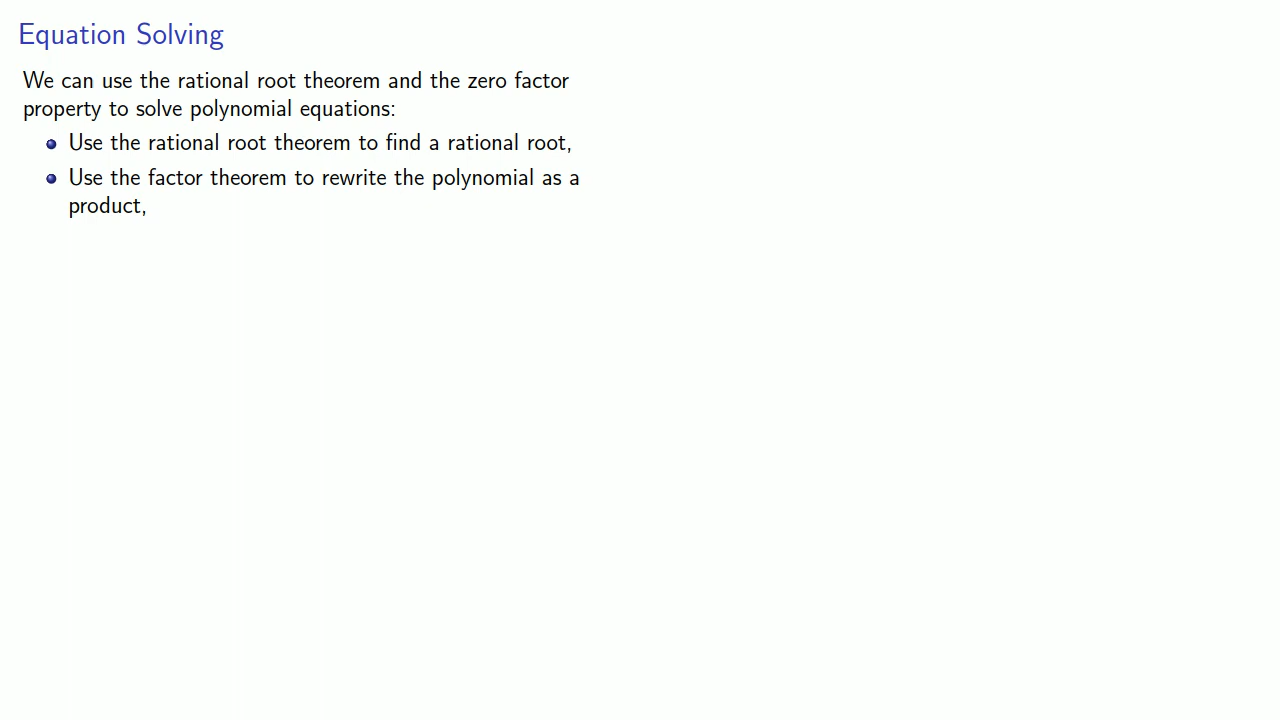 Equation Solving
We can use the rational root theorem and the zero factor
property to solve polynomial equations:
Use the rational root theorem to find a rational root,
Use the factor theorem to rewrite the polynomial as a
product,